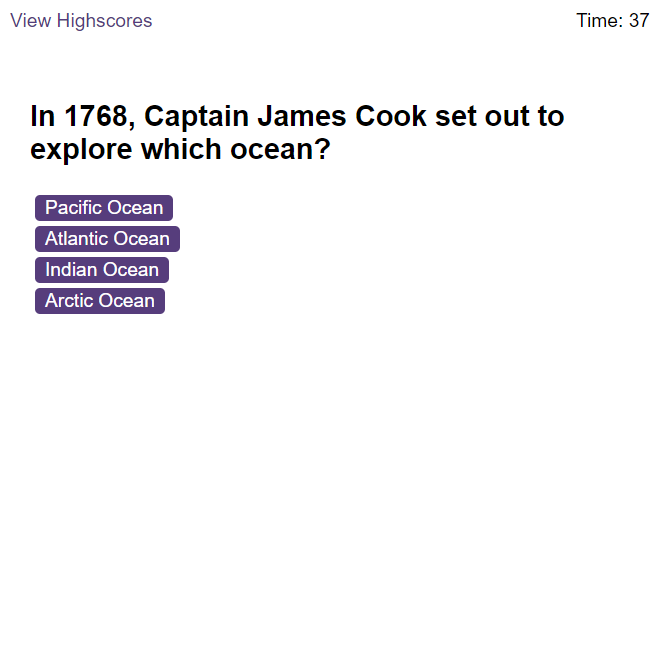 View Highscores
Time: 37
In 1768, Captain James Cook set out to
explore which ocean?
Pacific Ocean
Atlantic Ocean
Indian Ocean
Arctic Ocean